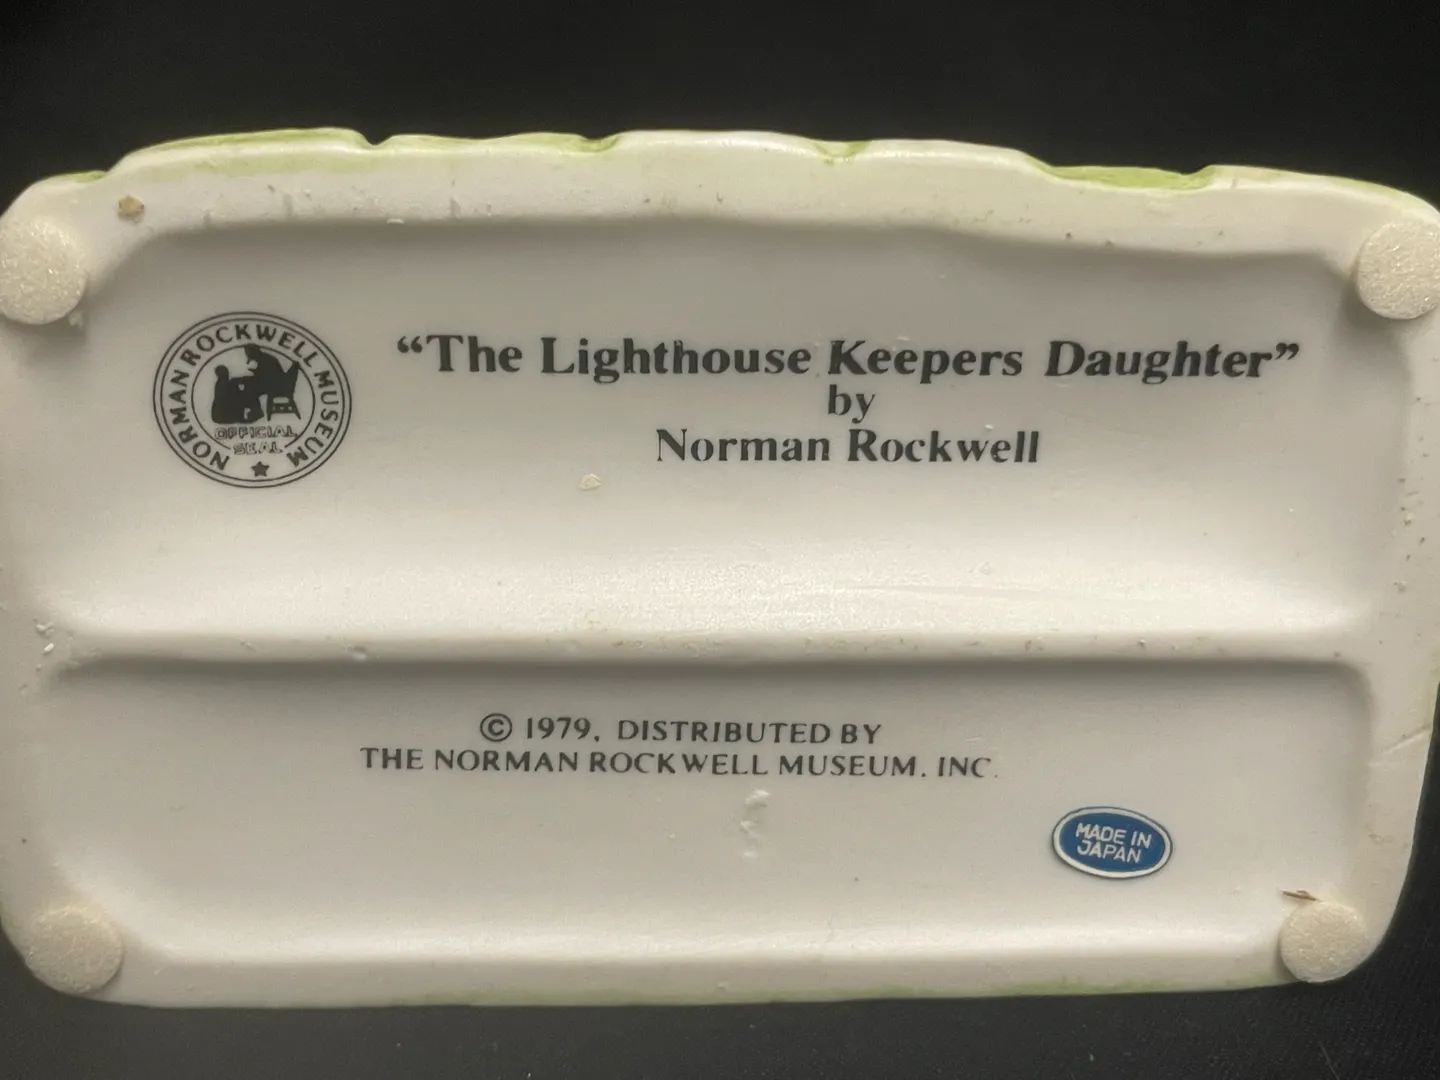 NORMAN ROCKWELL MUSEUM
OFFICIAL
SEAL
“The Lighthouse Keepers Daughter”
by
Norman Rockwell
© 1979, DISTRIBUTED BY
THE NORMAN ROCKWELL MUSEUM, INC.
MADE IN
JAPAN